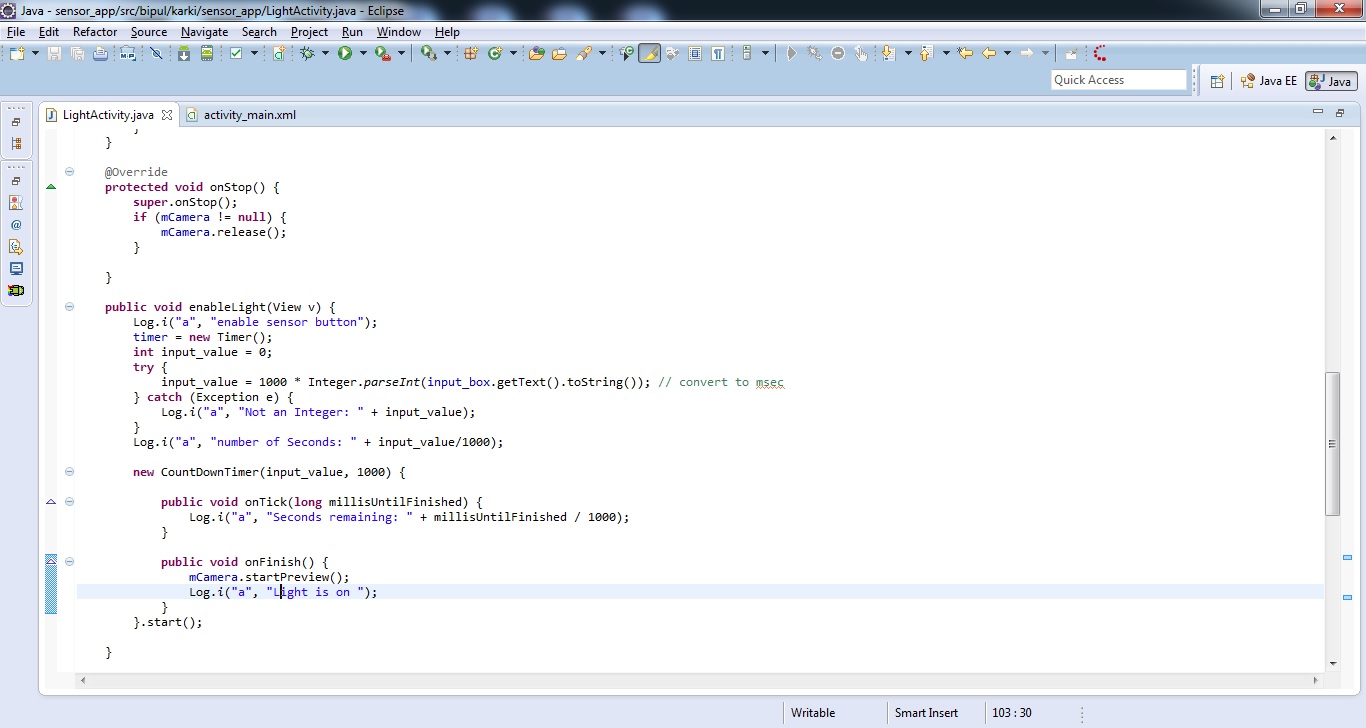 Java - sensor_app/src/bipul/karki/sensor_app/LightActivity.java - Eclipse
File Edit Refactor Source Navigate Search Project Run Window Help
Quick Access
Java EE
Java
LightActivity.java
activity_main.xml
}
}
@Override
protected void onStop() {
super.onStop();
if (mCamera != null) {
mCamera.release();
}
}
public void enableLight(View v) {
Log.i("a", "enable sensor button");
timer = new Timer();
int input_value = 0;
try {
input_value = 1000 * Integer.parseInt(input_box.getText().toString()); // convert to msec
} catch (Exception e) {
Log.i("a", "Not an Integer: " + input_value);
}
Log.i("a", "number of Seconds: " + input_value/1000);
new CountDownTimer(input_value, 1000) {
public void onTick(long millisUntilFinished) {
Log.i("a", "Seconds remaining: " + millisUntilFinished / 1000);
}
public void onFinish() {
mCamera.startPreview();
Log.i("a", "Light is on ");
}
}.start();
}
Writable
Smart Insert
103 : 30